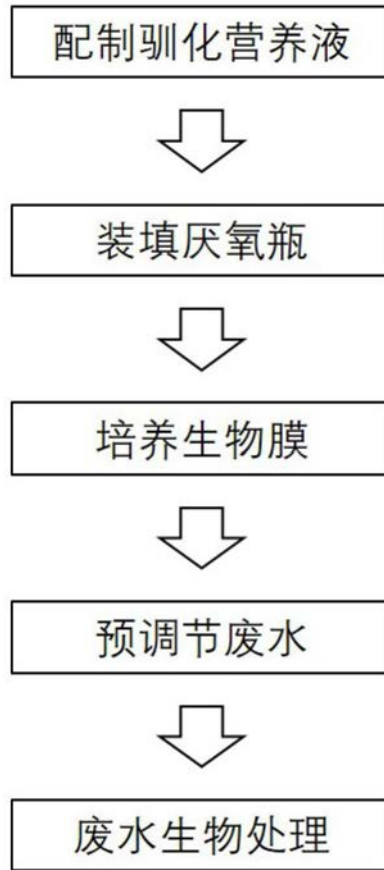 配制驯化营养液
装填厌氧瓶
培养生物膜
预调节废水
废水生物处理